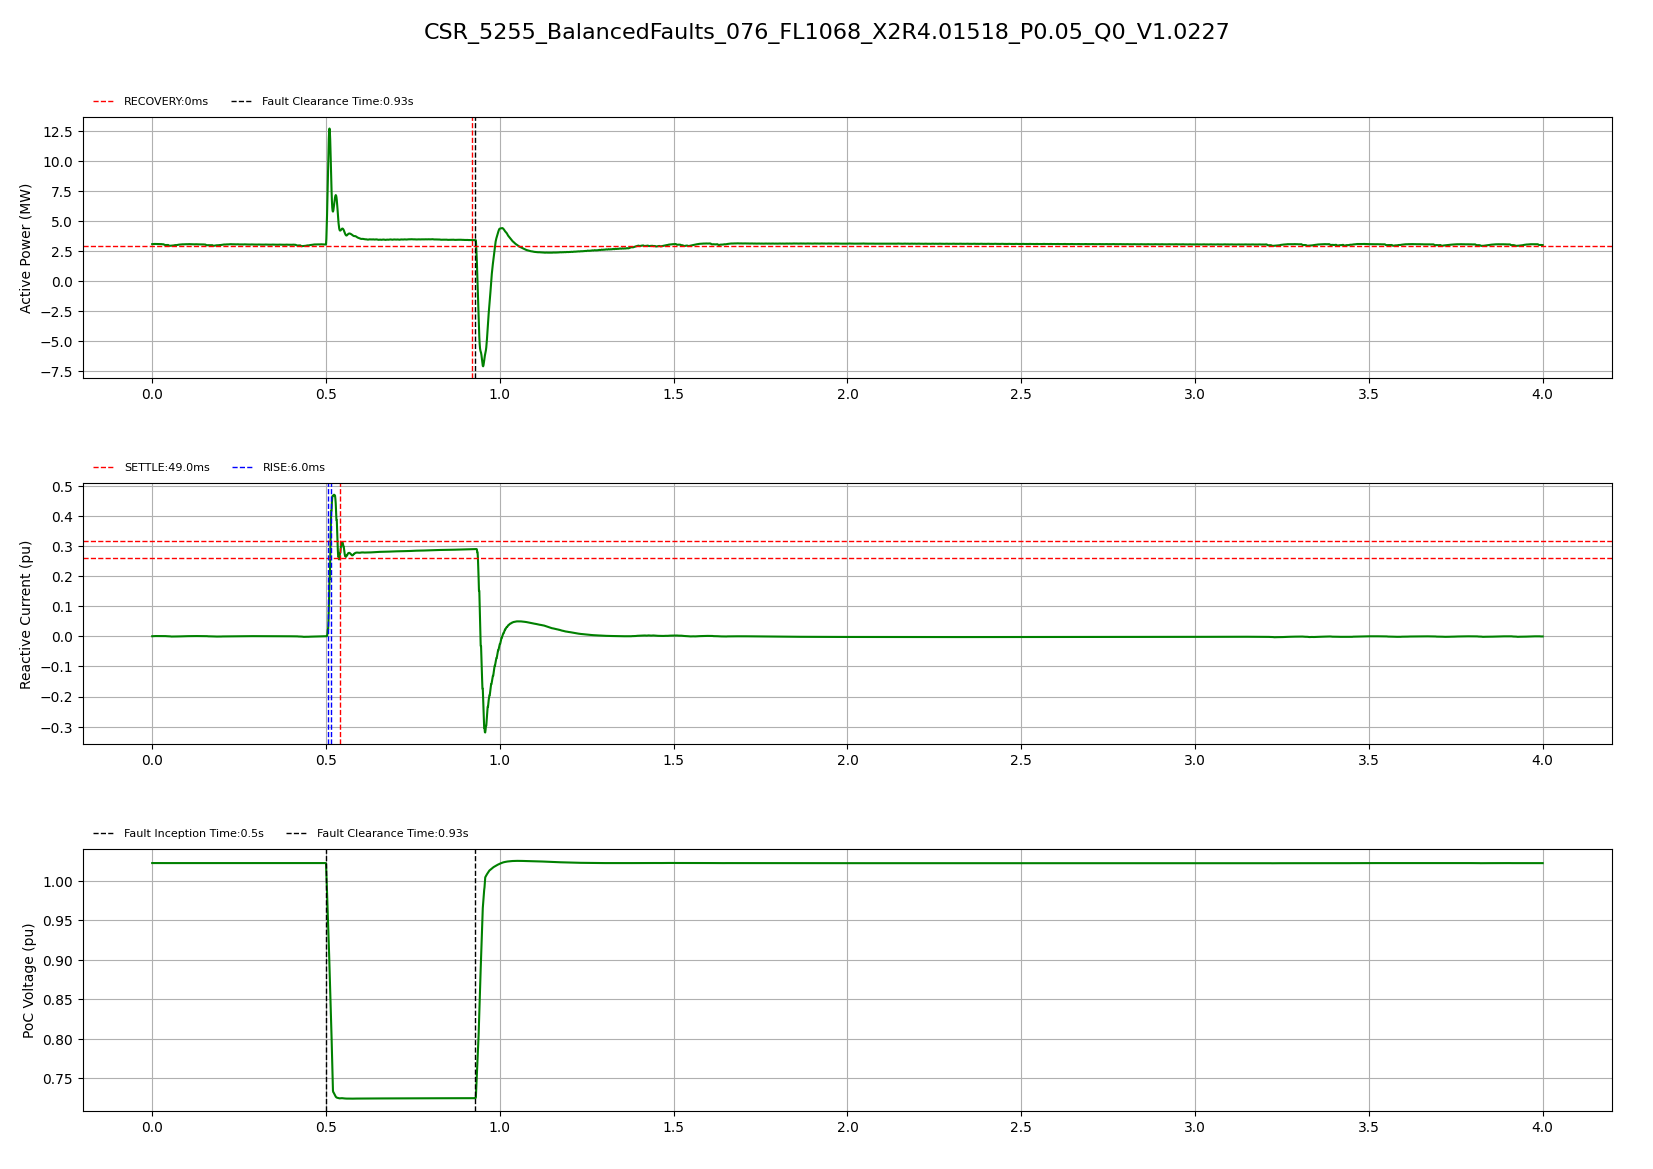 CSR_5255_BalancedFaults_076_FL1068_X2R4.01518_P0.05_Q0_V1.0227
RECOVERY:0ms Fault Clearance Time:0.93s
Active Power (MW)
12.5
10.0
7.5
5.0
2.5
0.0
−2.5
−5.0
−7.5
0.0 0.5 1.0 1.5 2.0 2.5 3.0 3.5 4.0
SETTLE:49.0ms RISE:6.0ms
Reactive Current (pu)
0.5
0.4
0.3
0.2
0.1
0.0
−0.1
−0.2
−0.3
0.0 0.5 1.0 1.5 2.0 2.5 3.0 3.5 4.0
Fault Inception Time:0.5s Fault Clearance Time:0.93s
PoC Voltage (pu)
1.00
0.95
0.90
0.85
0.80
0.75
0.0 0.5 1.0 1.5 2.0 2.5 3.0 3.5 4.0